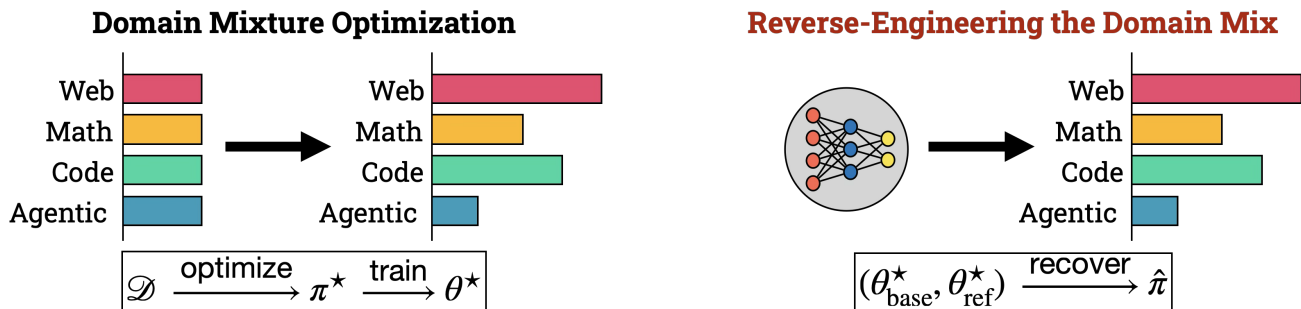 Domain Mixture Optimization
Web
Math
Code
Agentic
Web
Math
Code
Agentic
𝒟 optimize ⟶ π★ train ⟶ θ★
Reverse-Engineering the Domain Mix
Web
Math
Code
Agentic
(θ★base, θ★ref) recover ⟶ π̂